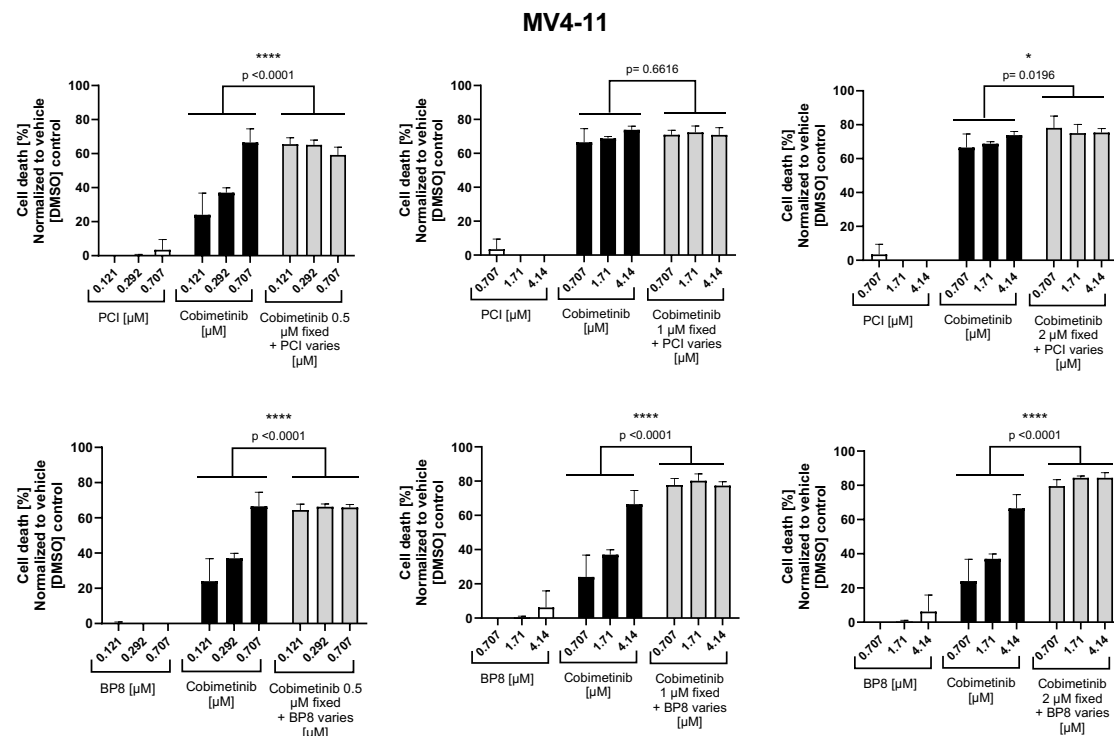 MV4-11
****
p <0.0001
Cell death [%]
Normalized to vehicle
[DMSO] control
100
80
60
40
20
0
0.121
0.292
0.707
0.121
0.292
0.707
0.121
0.292
0.707
PCI [µM]
Cobimetinib
[µM]
Cobimetinib 0.5
µM fixed
+ PCI varies
[µM]
p= 0.6616
Cell death [%]
Normalized to vehicle
[DMSO] control
100
80
60
40
20
0
0.707
1.71
4.14
0.707
1.71
4.14
0.707
1.71
4.14
PCI [µM]
Cobimetinib
[µM]
Cobimetinib
1 µM fixed
+ PCI varies
[µM]
*
p= 0.0196
Cell death [%]
Normalized to vehicle
[DMSO] control
100
80
60
40
20
0
0.707
1.71
4.14
0.707
1.71
4.14
0.707
1.71
4.14
PCI [µM]
Cobimetinib
[µM]
Cobimetinib
2 µM fixed
+ PCI varies
[µM]
****
p <0.0001
Cell death [%]
Normalized to vehicle
[DMSO] control
100
80
60
40
20
0
0.121
0.292
0.707
0.121
0.292
0.707
0.121
0.292
0.707
BP8 [µM]
Cobimetinib
[µM]
Cobimetinib 0.5
µM fixed
+ BP8 varies
[µM]
****
p <0.0001
Cell death [%]
Normalized to vehicle
[DMSO] control
100
80
60
40
20
0
0.707
1.71
4.14
0.707
1.71
4.14
0.707
1.71
4.14
BP8 [µM]
Cobimetinib
[µM]
Cobimetinib
1 µM fixed
+ BP8 varies
[µM]
****
p <0.0001
Cell death [%]
Normalized to vehicle
[DMSO] control
100
80
60
40
20
0
0.707
1.71
4.14
0.707
1.71
4.14
0.707
1.71
4.14
BP8 [µM]
Cobimetinib
[µM]
Cobimetinib
2 µM fixed
+ BP8 varies
[µM]